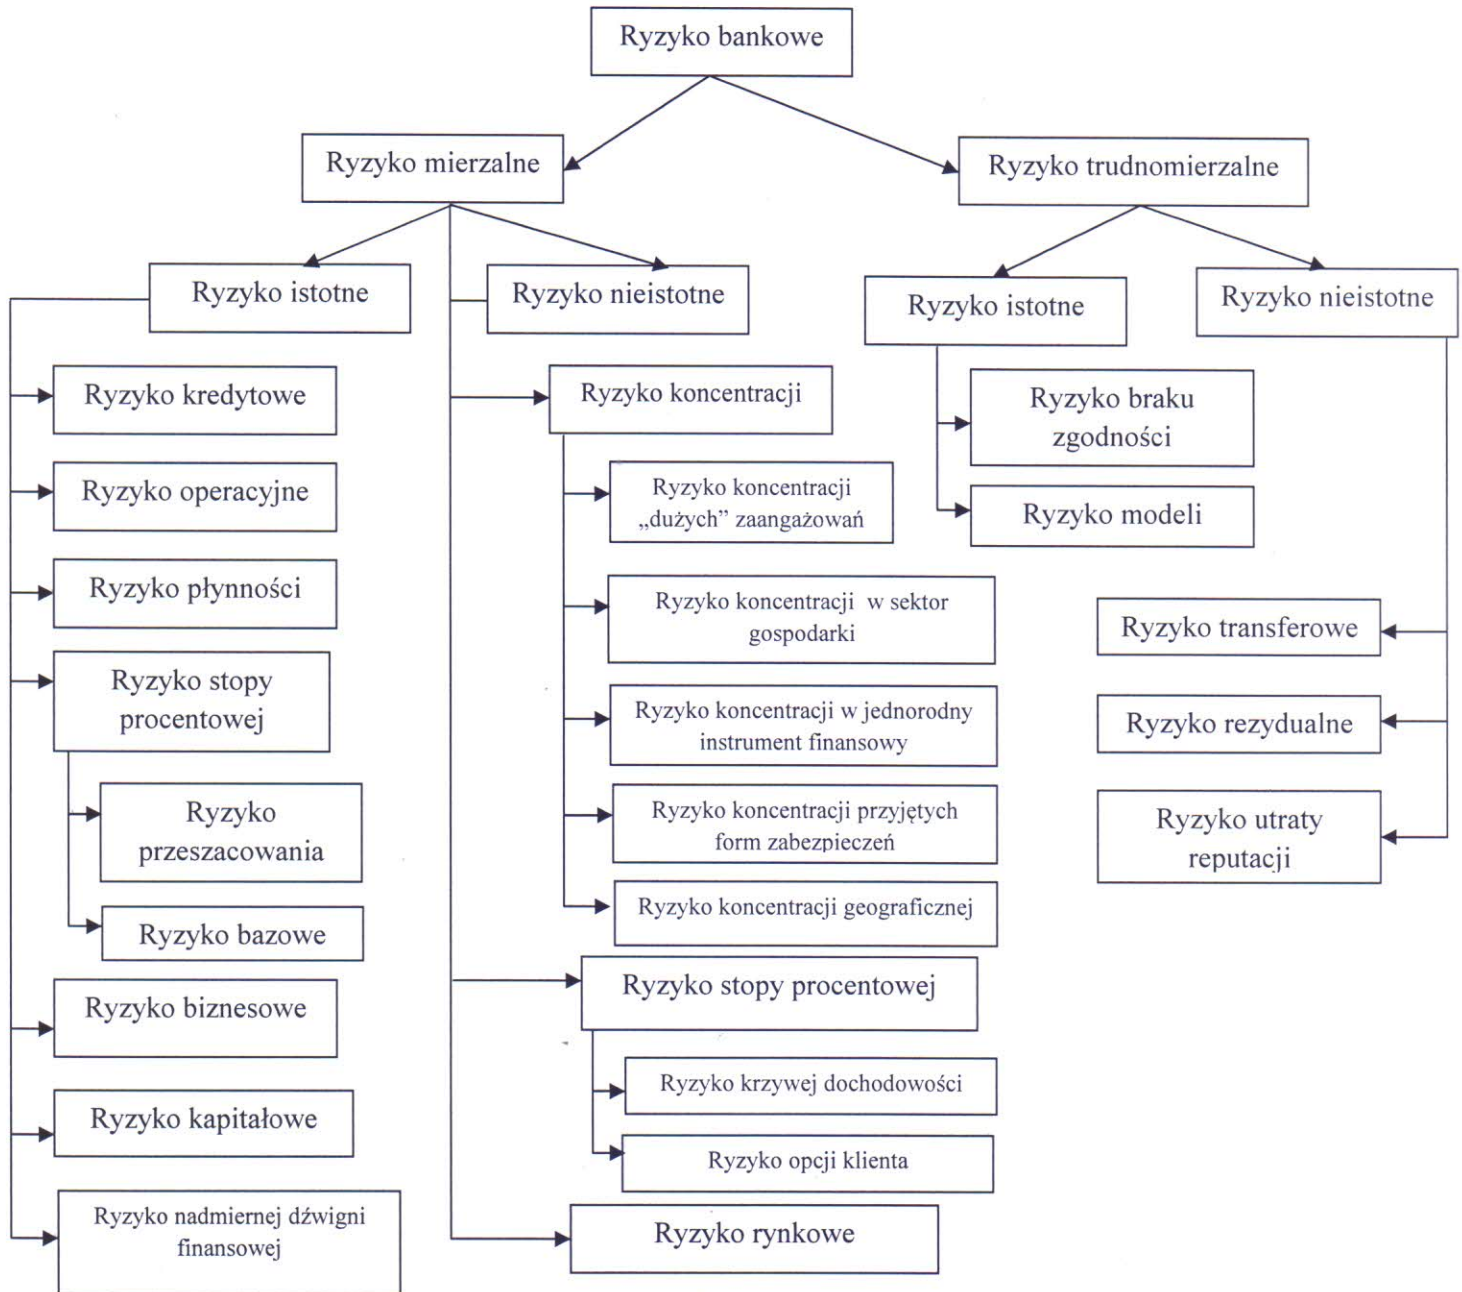 Ryzyko bankowe
Ryzyko mierzalne
Ryzyko trudnomierzalne
Ryzyko istotne
Ryzyko nieistotne
Ryzyko istotne
Ryzyko nieistotne
Ryzyko kredytowe
Ryzyko operacyjne
Ryzyko płynności
Ryzyko stopy
procentowej
Ryzyko
przeszacowania
Ryzyko bazowe
Ryzyko biznesowe
Ryzyko kapitałowe
Ryzyko nadmiernej dźwigni
finansowej
Ryzyko koncentracji
Ryzyko koncentracji
„dużych” zaangażowań
Ryzyko koncentracji w sektor
gospodarki
Ryzyko koncentracji w jednorodny
instrument finansowy
Ryzyko koncentracji przyjętych
form zabezpieczeń
Ryzyko koncentracji geograficznej
Ryzyko stopy procentowej
Ryzyko krzywej dochodowości
Ryzyko opcji klienta
Ryzyko rynkowe
Ryzyko braku
zgodności
Ryzyko modeli
Ryzyko transferowe
Ryzyko rezydualne
Ryzyko utraty
reputacji